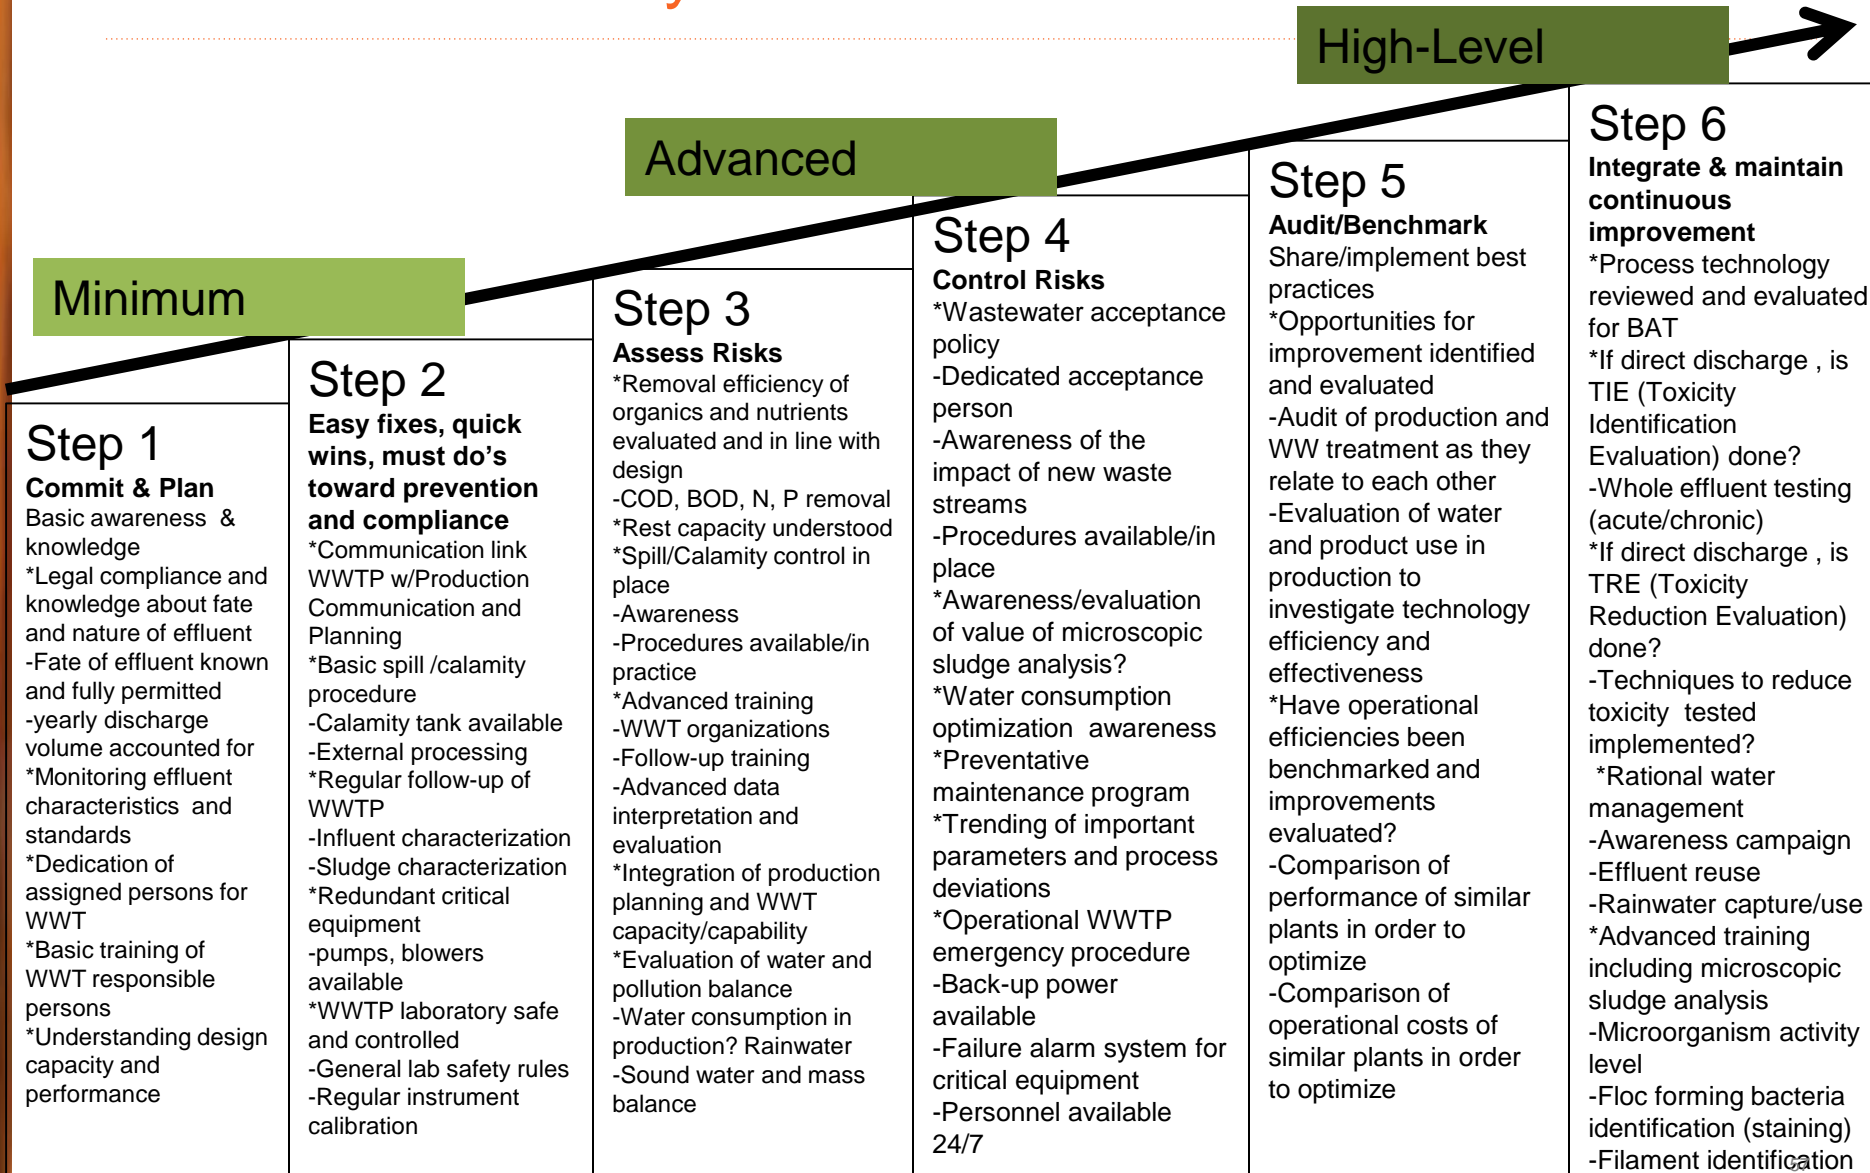 High-Level
Advanced
Minimum
Step 1
Commit & Plan
Basic awareness &
knowledge
*Legal compliance and
knowledge about fate
and nature of effluent
-Fate of effluent known
and fully permitted
-yearly discharge
volume accounted for
*Monitoring effluent
characteristics and
standards
*Dedication of
assigned persons for
WWT
*Basic training of
WWT responsible
persons
*Understanding design
capacity and
performance
Step 2
Easy fixes, quick
wins, must do's
toward prevention
and compliance
*Communication link
WWTP w/Production
Communication and
Planning
*Basic spill /calamity
procedure
-Calamity tank available
-External processing
*Regular follow-up of
WWTP
-Influent characterization
-Sludge characterization
*Redundant critical
equipment
-pumps, blowers
available
*WWTP laboratory safe
and controlled
-General lab safety rules
-Regular instrument
calibration
Step 3
Assess Risks
*Removal efficiency of
organics and nutrients
evaluated and in line with
design
-COD, BOD, N, P removal
*Rest capacity understood
*Spill/Calamity control in
place
-Awareness
-Procedures available/in
practice
*Advanced training
-WWT organizations
-Follow-up training
-Advanced data
interpretation and
evaluation
*Integration of production
planning and WWT
capacity/capability
*Evaluation of water and
pollution balance
-Water consumption in
production? Rainwater
-Sound water and mass
balance
Step 4
Control Risks
*Wastewater acceptance
policy
-Dedicated acceptance
person
-Awareness of the
impact of new waste
streams
-Procedures available/in
place
*Awareness/evaluation
of value of microscopic
sludge analysis?
*Water consumption
optimization awareness
*Preventative
maintenance program
*Trending of important
parameters and process
deviations
*Operational WWTP
emergency procedure
-Back-up power
available
-Failure alarm system for
critical equipment
-Personnel available
24/7
Step 5
Audit/Benchmark
Share/implement best
practices
*Opportunities for
improvement identified
and evaluated
-Audit of production and
WW treatment as they
relate to each other
-Evaluation of water
and product use in
production to
investigate technology
efficiency and
effectiveness
*Have operational
efficiencies been
benchmarked and
improvements
evaluated?
-Comparison of
performance of similar
plants in order to
optimize
-Comparison of
operational costs of
similar plants in order
to optimize
Step 6
Integrate & maintain
continuous
improvement
*Process technology
reviewed and evaluated
for BAT
*If direct discharge , is
TIE (Toxicity
Identification
Evaluation) done?
-Whole effluent testing
(acute/chronic)
*If direct discharge , is
TRE (Toxicity
Reduction Evaluation)
done?
-Techniques to reduce
toxicity tested
implemented?
*Rational water
management
-Awareness campaign
-Effluent reuse
-Rainwater capture/use
*Advanced training
including microscopic
sludge analysis
-Microorganism activity
level
-Floc forming bacteria
identification (staining)
-Filament identification